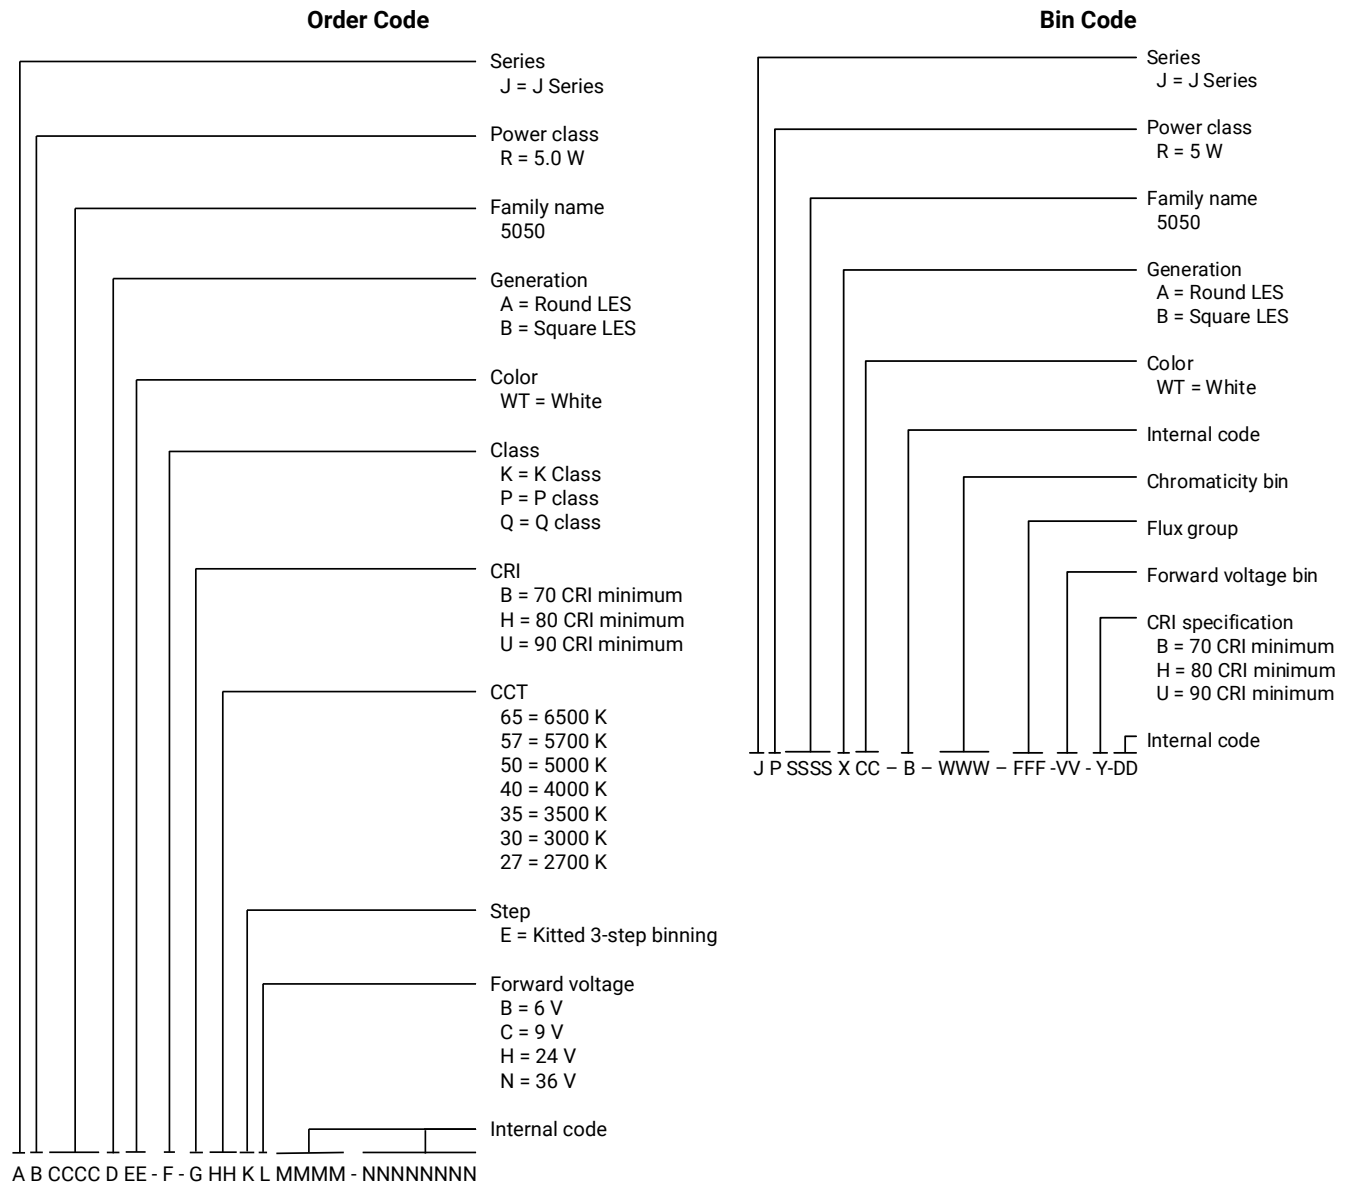 Order Code
Series
J = J Series
Power class
R = 5.0 W
Family name
5050
Generation
A = Round LES
B = Square LES
Color
WT = White
Class
K = K Class
P = P class
Q = Q class
CRI
B = 70 CRI minimum
H = 80 CRI minimum
U = 90 CRI minimum
CCT
65 = 6500 K
57 = 5700 K
50 = 5000 K
40 = 4000 K
35 = 3500 K
30 = 3000 K
27 = 2700 K
Step
E = Kitted 3-step binning
Forward voltage
B = 6 V
C = 9 V
H = 24 V
N = 36 V
Internal code
A B CCCC D EE - F - G HH K L MMMM - NNNNNNNN
Bin Code
Series
J = J Series
Power class
R = 5 W
Family name
5050
Generation
A = Round LES
B = Square LES
Color
WT = White
Internal code
Chromaticity bin
Flux group
Forward voltage bin
CRI specification
B = 70 CRI minimum
H = 80 CRI minimum
U = 90 CRI minimum
Internal code
J P SSSS X CC – B – WWW – FFF -VV - Y-DD